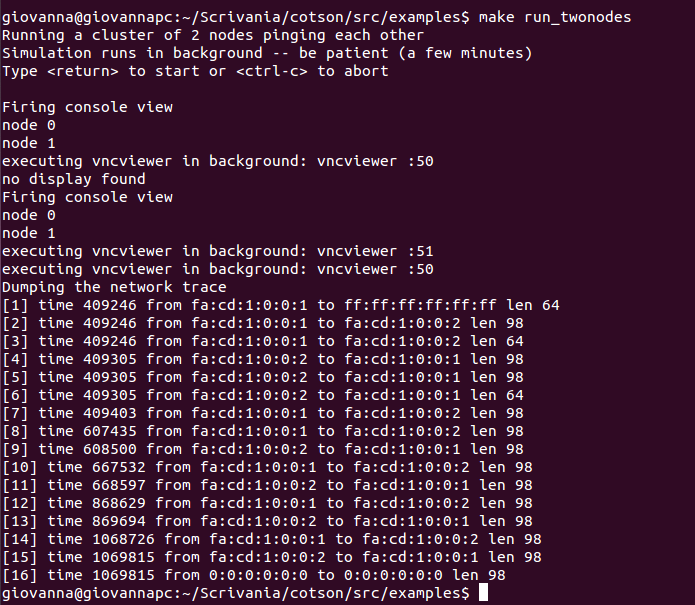 giovanna@giovannapc:~/Scrivania/cotson/src/examples$ make run_twonodes
Running a cluster of 2 nodes pinging each other
Simulation runs in background -- be patient (a few minutes)
Type <return> to start or <ctrl-c> to abort
Firing console view
node 0
node 1
executing vncviewer in background: vncviewer :50
no display found
Firing console view
node 0
node 1
executing vncviewer in background: vncviewer :51
executing vncviewer in background: vncviewer :50
Dumping the network trace
[1] time 409246 from fa:cd:1:0:0:1 to ff:ff:ff:ff:ff:ff len 64
[2] time 409246 from fa:cd:1:0:0:1 to fa:cd:1:0:0:2 len 98
[3] time 409246 from fa:cd:1:0:0:1 to fa:cd:1:0:0:2 len 64
[4] time 409305 from fa:cd:1:0:0:2 to fa:cd:1:0:0:1 len 98
[5] time 409305 from fa:cd:1:0:0:2 to fa:cd:1:0:0:1 len 98
[6] time 409305 from fa:cd:1:0:0:2 to fa:cd:1:0:0:1 len 64
[7] time 409403 from fa:cd:1:0:0:1 to fa:cd:1:0:0:2 len 98
[8] time 607435 from fa:cd:1:0:0:1 to fa:cd:1:0:0:2 len 98
[9] time 608500 from fa:cd:1:0:0:2 to fa:cd:1:0:0:1 len 98
[10] time 667532 from fa:cd:1:0:0:1 to fa:cd:1:0:0:2 len 98
[11] time 668597 from fa:cd:1:0:0:2 to fa:cd:1:0:0:1 len 98
[12] time 868629 from fa:cd:1:0:0:1 to fa:cd:1:0:0:2 len 98
[13] time 869694 from fa:cd:1:0:0:2 to fa:cd:1:0:0:1 len 98
[14] time 1068726 from fa:cd:1:0:0:1 to fa:cd:1:0:0:2 len 98
[15] time 1069815 from fa:cd:1:0:0:2 to fa:cd:1:0:0:1 len 98
[16] time 1069815 from 0:0:0:0:0:0 to 0:0:0:0:0:0 len 98
giovanna@giovannapc:~/Scrivania/cotson/src/examples$